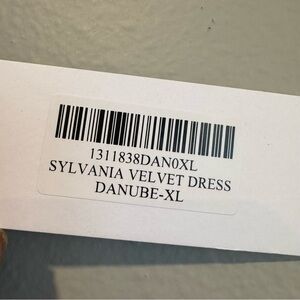 1311838DAN0XL
SYLVANIA VELVET DRESS
DANUBE-XL